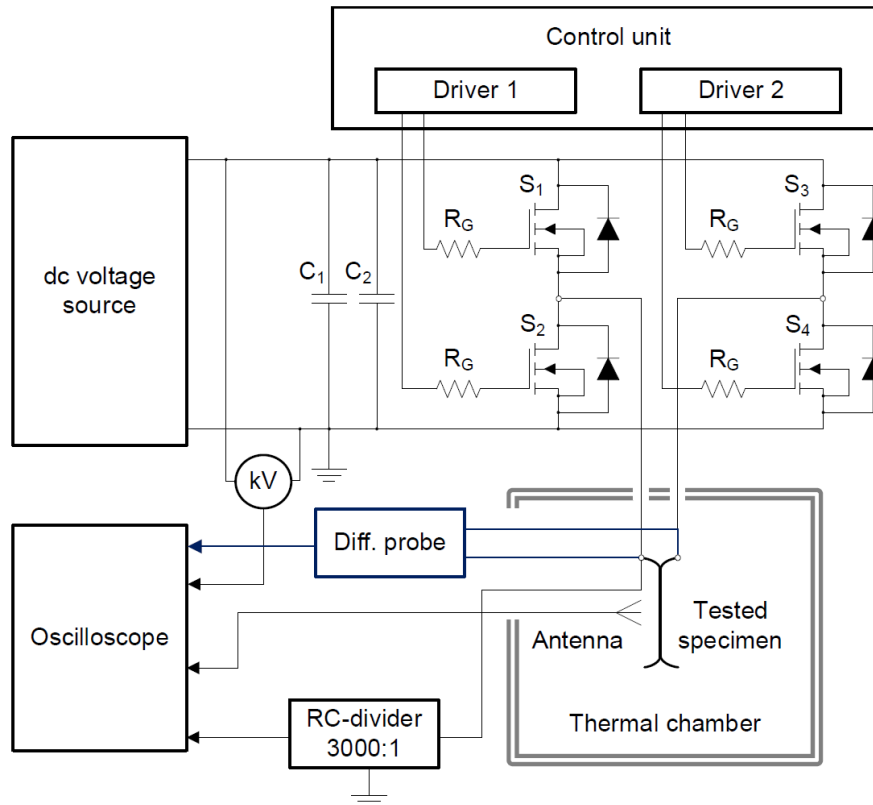 Control unit
Driver 1
Driver 2
dc voltage
source
C1
C2
S1
RG
S3
RG
S2
RG
S4
RG
kV
Diff. probe
Oscilloscope
Antenna
Tested
specimen
RC-divider
3000:1
Thermal chamber